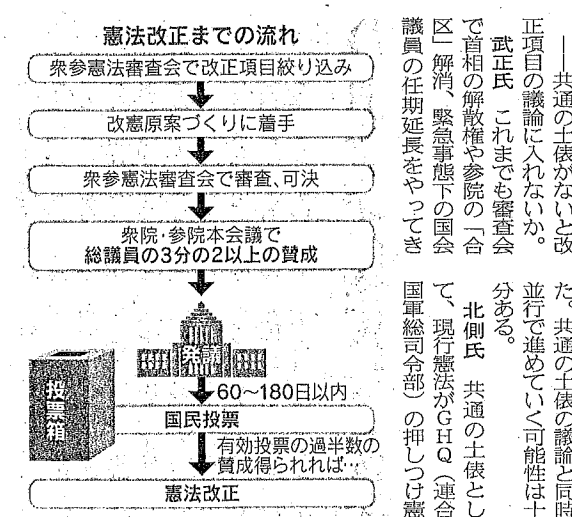 憲法改正までの流れ
衆参憲法審査会で改正項目絞り込み
改憲原案づくりに着手
衆参憲法審査会で審査、可決
衆院・参院本会議で
総議員の3分の2以上の賛成
発議
60〜180日以内
投票箱
国民投票
有効投票の過半数の
賛成得られれば…
憲法改正
――共通の土俵がないと改
正項目の議論に入れないか。
武正氏 これまでも審査会
で首相の解散権や参院の「合
区」解消、緊急事態下の国会
議員の任期延長をやってき
た。共通の土俵の議論と同時
並行で進めていく可能性は十
分ある。
北側氏 共通の土俵とし
て、現行憲法がGHQ(連合
国軍総司令部)の押しつけ憲